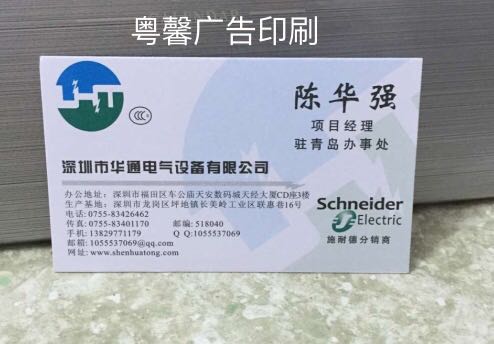 粤馨广告印刷
陈华强
项目经理
驻青岛办事处
深圳市华通电气设备有限公司
办公地址:深圳市福田区车公庙天安数码城天经大厦CD座3楼
生产基地:深圳市龙岗区坪地镇长美岭工业区联惠巷16号
电话:0755-83426462
传真:0755-83401170 邮编:518040
手机:13829771179 Q Q:1055537069
邮箱:1055537069@qq.com
网址:www.shenhuatong.com
Schneider
Electric
施耐德分销商